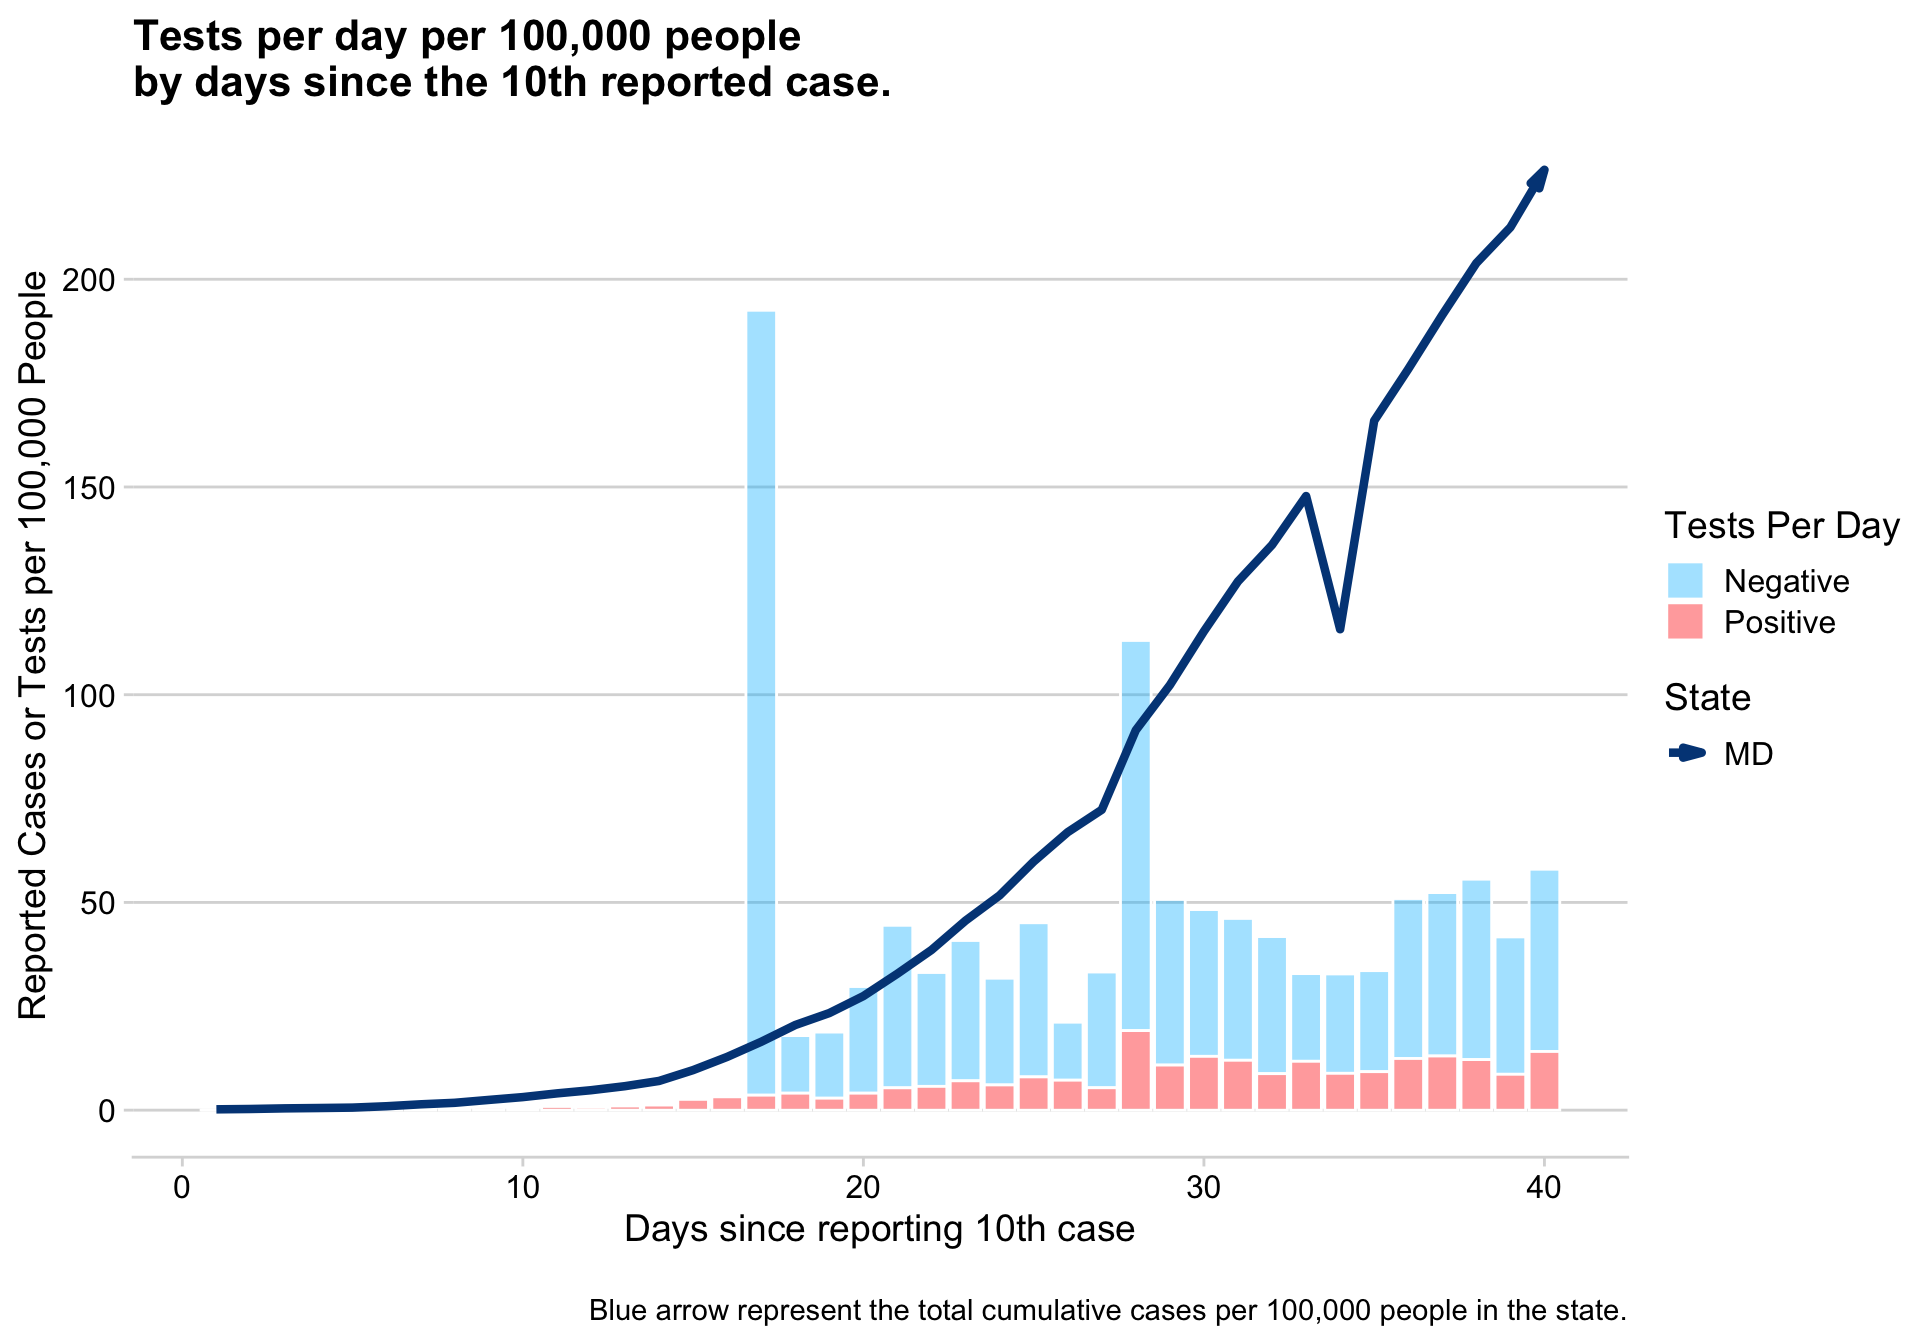 Tests per day per 100,000 people
by days since the 10th reported case.
Reported Cases or Tests per 100,000 People
200
150
100
50
0
0
10
20
30
40
Days since reporting 10th case
Tests Per Day
Negative
Positive
State
MD
Blue arrow represent the total cumulative cases per 100,000 people in the state.